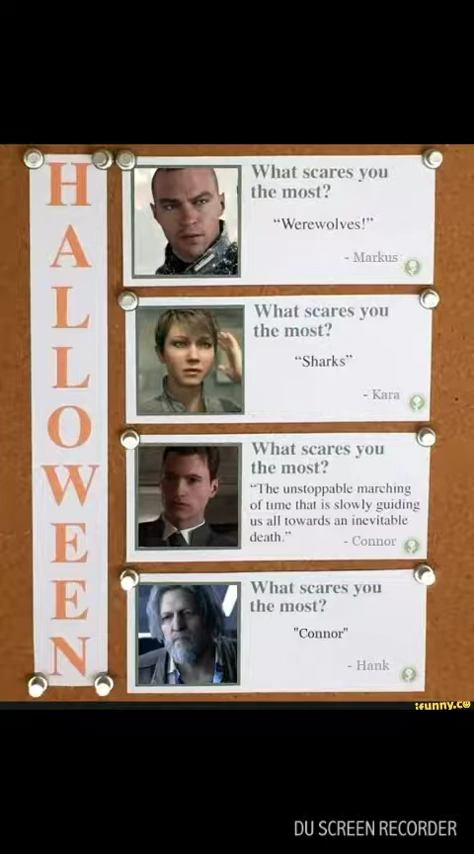 HALLOWEEN
What scares you
the most?
“Werewolves!”
- Markus
What scares you
the most?
“Sharks”
- Kara
What scares you
the most?
“The unstoppable marching
of time that is slowly guiding
us all towards an inevitable
death.”
- Connor
What scares you
the most?
"Connor"
- Hank
ifunny.co
DU SCREEN RECORDER